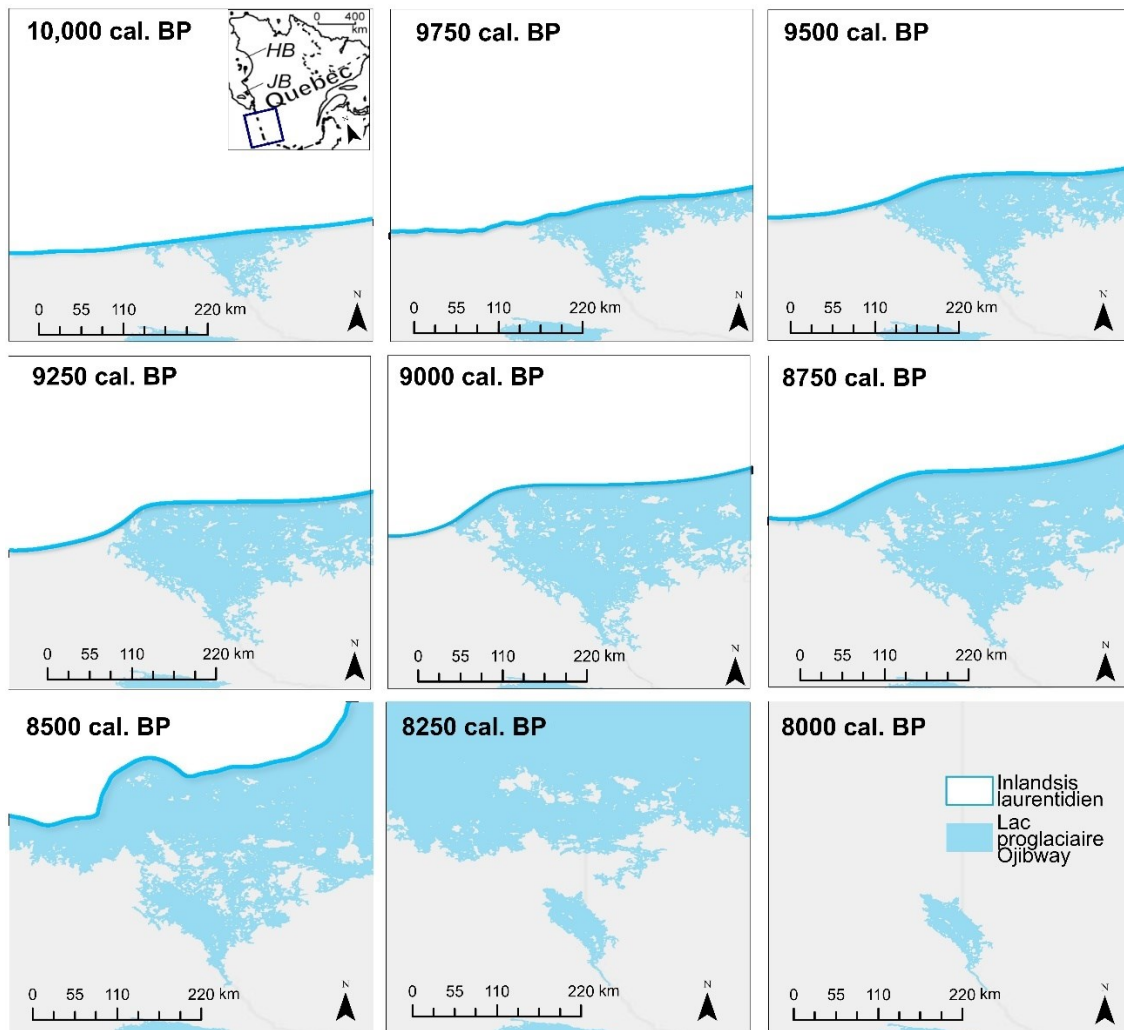 10,000 cal. BP
0 400
km
HB
JB
Quebec
N
0 55 110 220 km
9750 cal. BP
N
0 55 110 220 km
9500 cal. BP
N
0 55 110 220 km
9250 cal. BP
N
0 55 110 220 km
9000 cal. BP
N
0 55 110 220 km
8750 cal. BP
N
0 55 110 220 km
8500 cal. BP
N
0 55 110 220 km
8250 cal. BP
N
0 55 110 220 km
8000 cal. BP
Inlandsis
laurentidien
Lac
proglaciaire
Ojibway
N
0 55 110 220 km